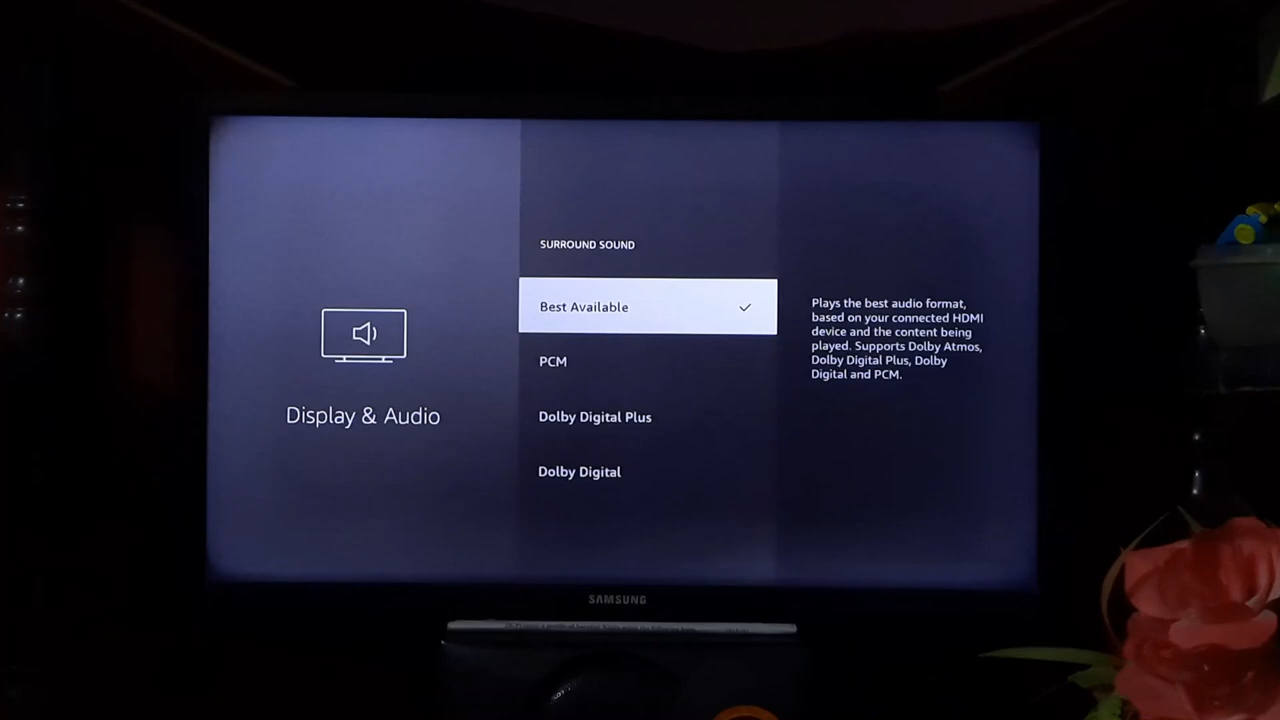 SURROUND SOUND
Best Available
PCM
Dolby Digital Plus
Dolby Digital
Display & Audio
Plays the best audio format,
based on your connected HDMI
device and the content being
played. Supports Dolby Atmos,
Dolby Digital Plus, Dolby
Digital and PCM.
SAMSUNG